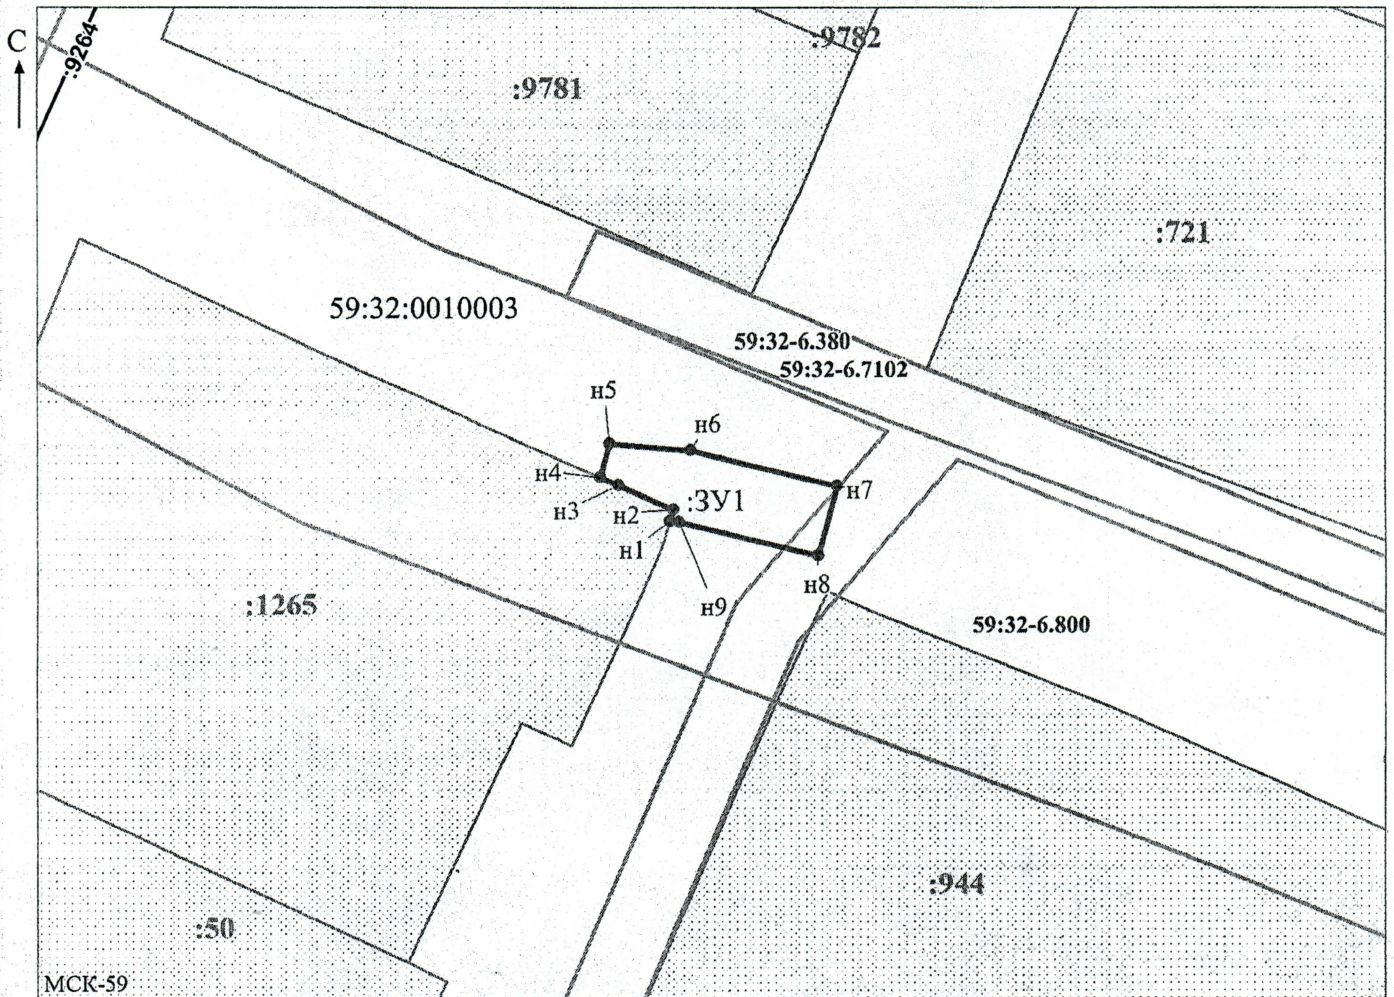 :9782
С
:9264
:9781
:721
59:32:0010003
59:32-6.380
59:32-6.7102
н5
н6
н4
н7
н3
н2
:ЗУ1
н1
н8
н9
:1265
59:32-6.800
:944
:50
МСК-59